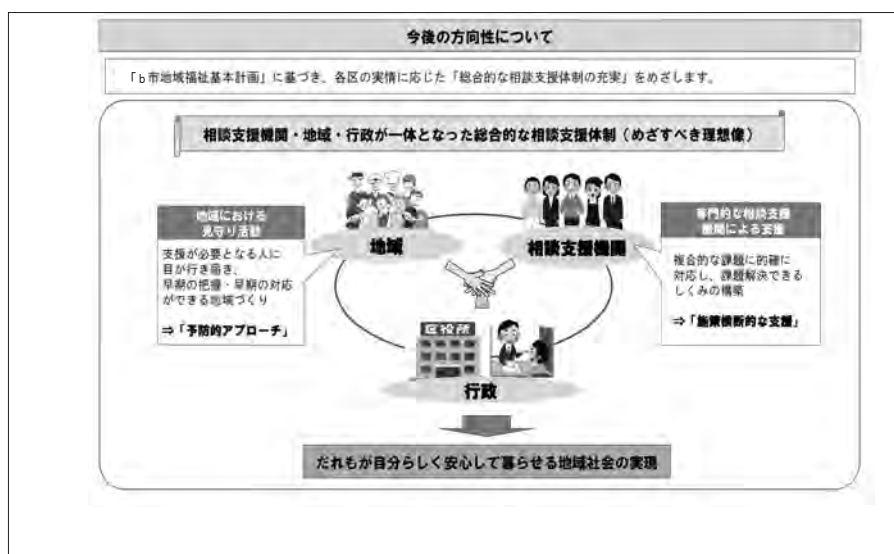 今後の方向性について
「b市地域福祉基本計画」に基づき、各区の実情に応じた「総合的な相談支援体制の充実」をめざします。
相談支援機関・地域・行政が一体となった総合的な相談支援体制（めざすべき理想像）
地域における
見守り活動
支援が必要となる人に
目が行き届き、
早期の把握・早期の対応
ができる地域づくり
⇒「予防的アプローチ」
地域
相談支援機関
専門的な相談支援
機関による支援
複合的な課題に的確に
対応し、課題解決できる
しくみの構築
⇒「施策横断的な支援」
区役所
行政
だれもが自分らしく安心して暮らせる地域社会の実現